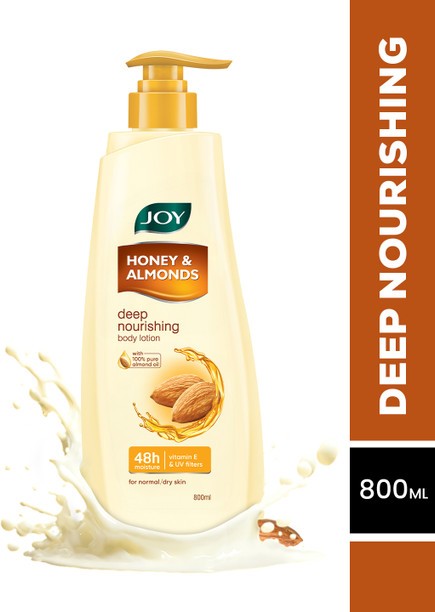 JOY
HONEY &
ALMONDS
deep
nourishing
body lotion
with
100% pure
almond oil
48h
moisture
vitamin E
& UV filters
for normal/dry skin
800ml
DEEP NOURISHING
800ML